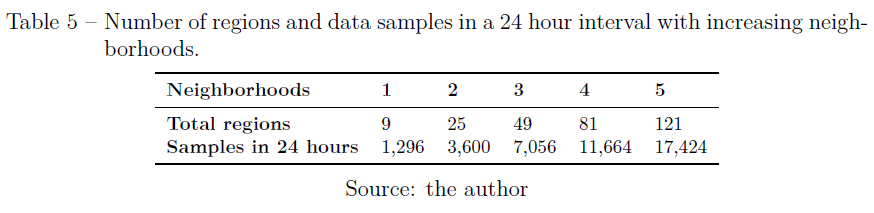 Table 5 – Number of regions and data samples in a 24 hour interval with increasing neigh-
borhoods.
Neighborhoods 1 2 3 4 5
Total regions 9 25 49 81 121
Samples in 24 hours 1,296 3,600 7,056 11,664 17,424
Source: the author